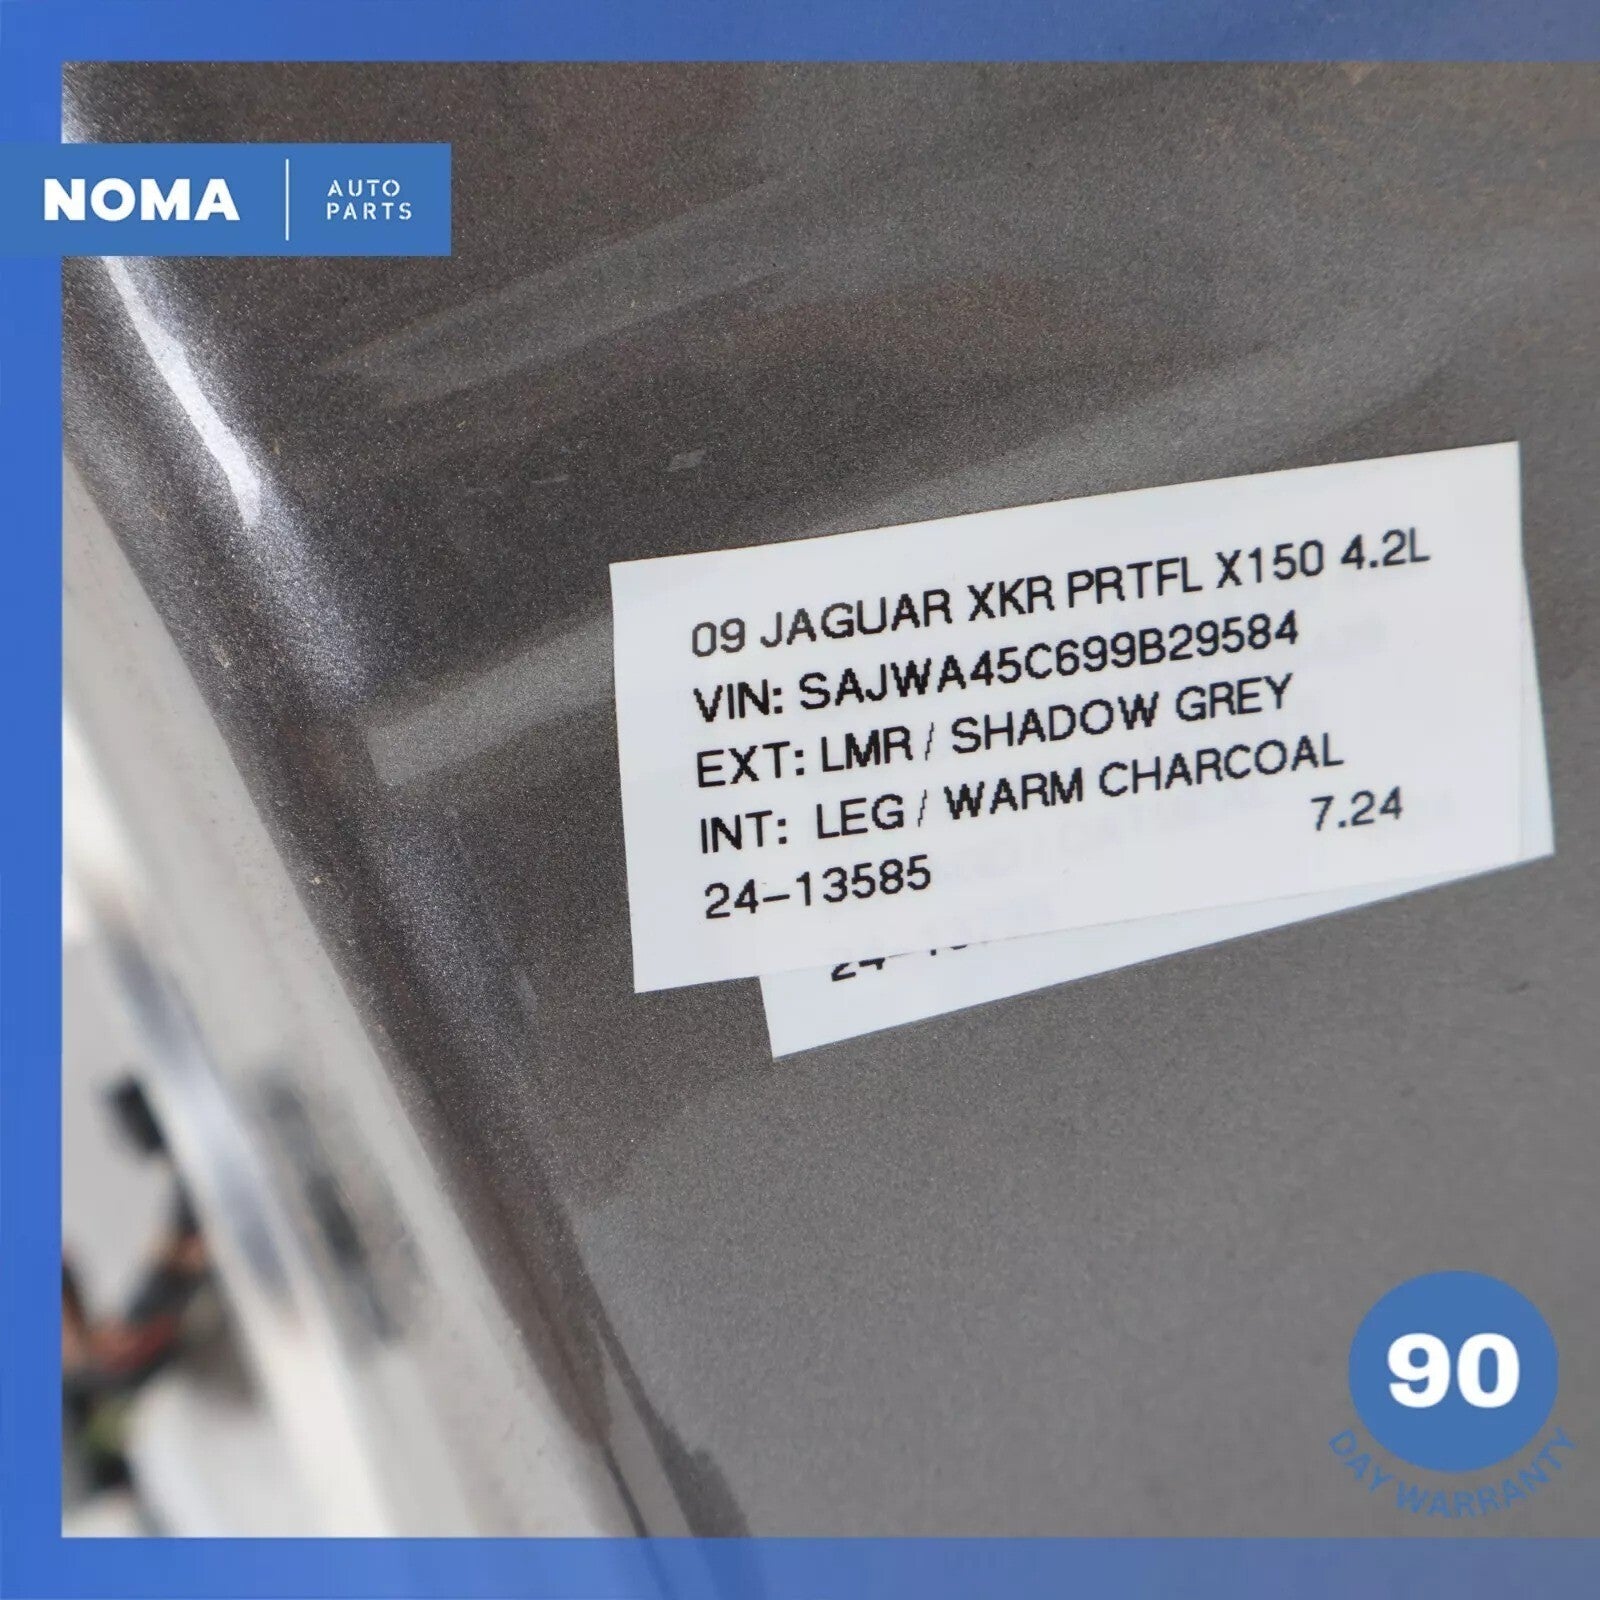 NOMA
AUTO
PARTS
09 JAGUAR XKR PRTFL X150 4.2L
VIN: SAJWA45C699B29584
EXT: LMR / SHADOW GREY
INT: LEG / WARM CHARCOAL
24-13585 7.24
90
DAY WARRANTY